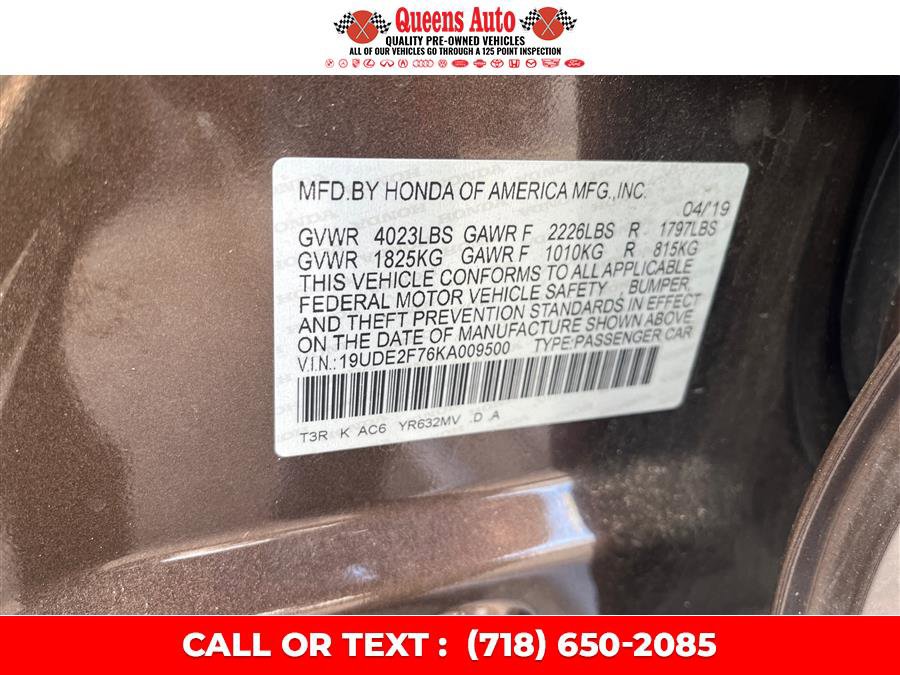 Queens Auto
QUALITY PRE-OWNED VEHICLES
ALL OF OUR VEHICLES GO THROUGH A 125 POINT INSPECTION
MFD.BY HONDA OF AMERICA MFG.,INC.
04/'19
GVWR 4023LBS GAWR F 2226LBS R 1797LBS
GVWR 1825KG GAWR F 1010KG R 815KG
THIS VEHICLE CONFORMS TO ALL APPLICABLE
FEDERAL MOTOR VEHICLE SAFETY , BUMPER,
AND THEFT PREVENTION STANDARDS IN EFFECT
ON THE DATE OF MANUFACTURE SHOWN ABOVE
V.I.N.:19UDE2F76KA009500 TYPE:PASSENGER CAR
T3R K AC6 YR632MV .D .A
CALL OR TEXT : (718) 650-2085